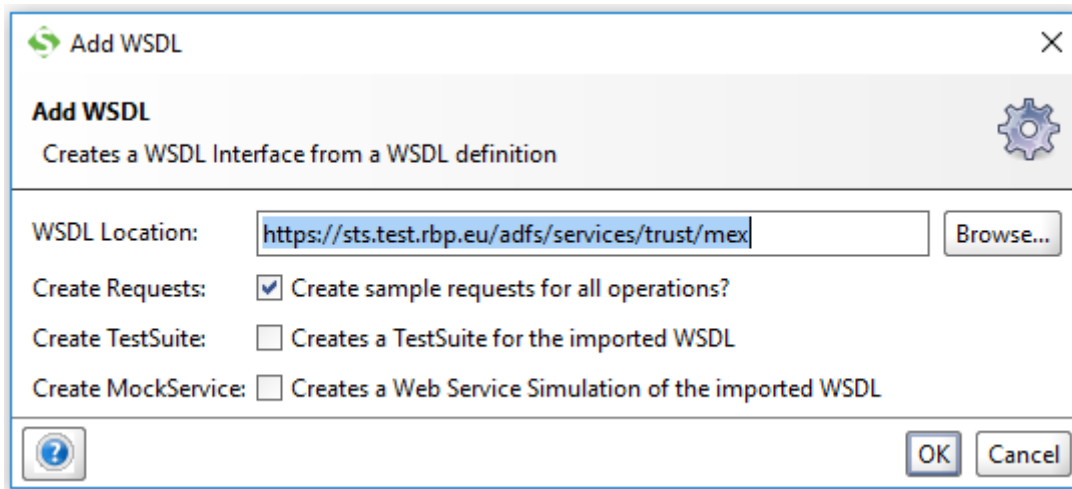 Add WSDL
Add WSDL
Creates a WSDL Interface from a WSDL definition
WSDL Location: https://sts.test.rbp.eu/adfs/services/trust/mex Browse...
Create Requests: Create sample requests for all operations?
Create TestSuite: Creates a TestSuite for the imported WSDL
Create MockService: Creates a Web Service Simulation of the imported WSDL
? OK Cancel